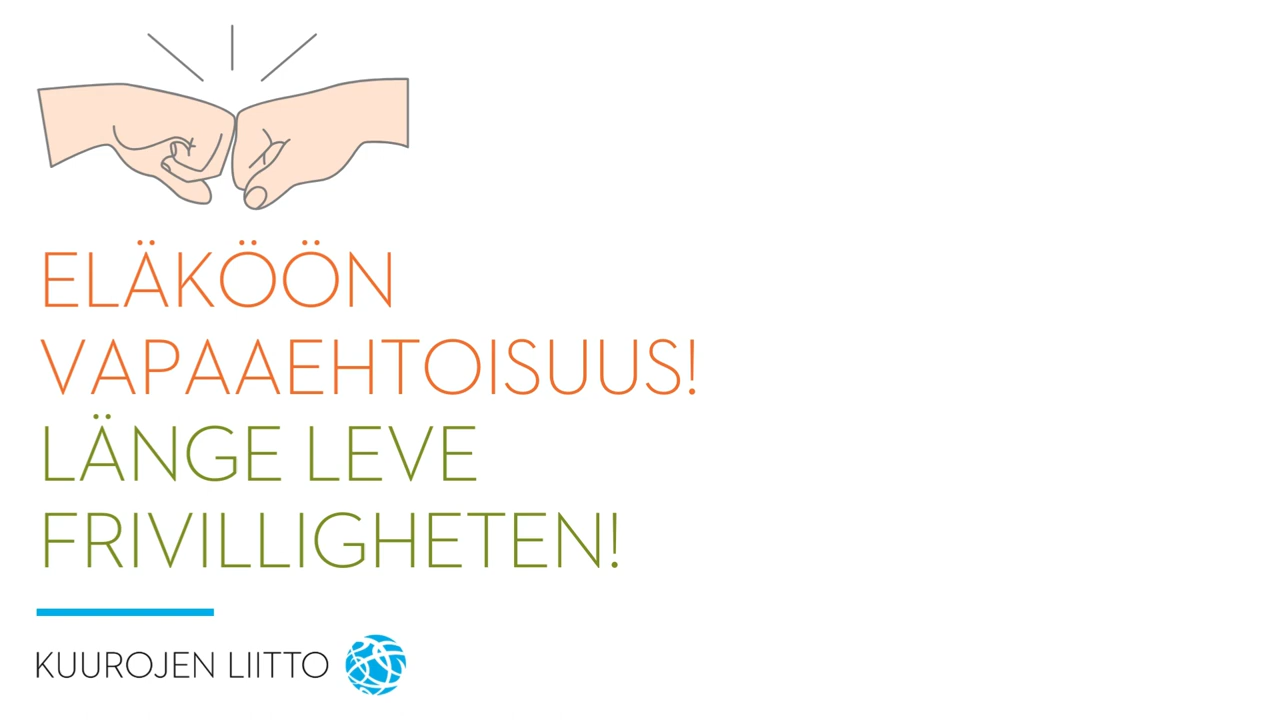 ELÄKÖÖN
VAPAAEHTOISUUS!
LÄNGE LEVE
FRIVILLIGHETEN!
KUUROJEN LIITTO